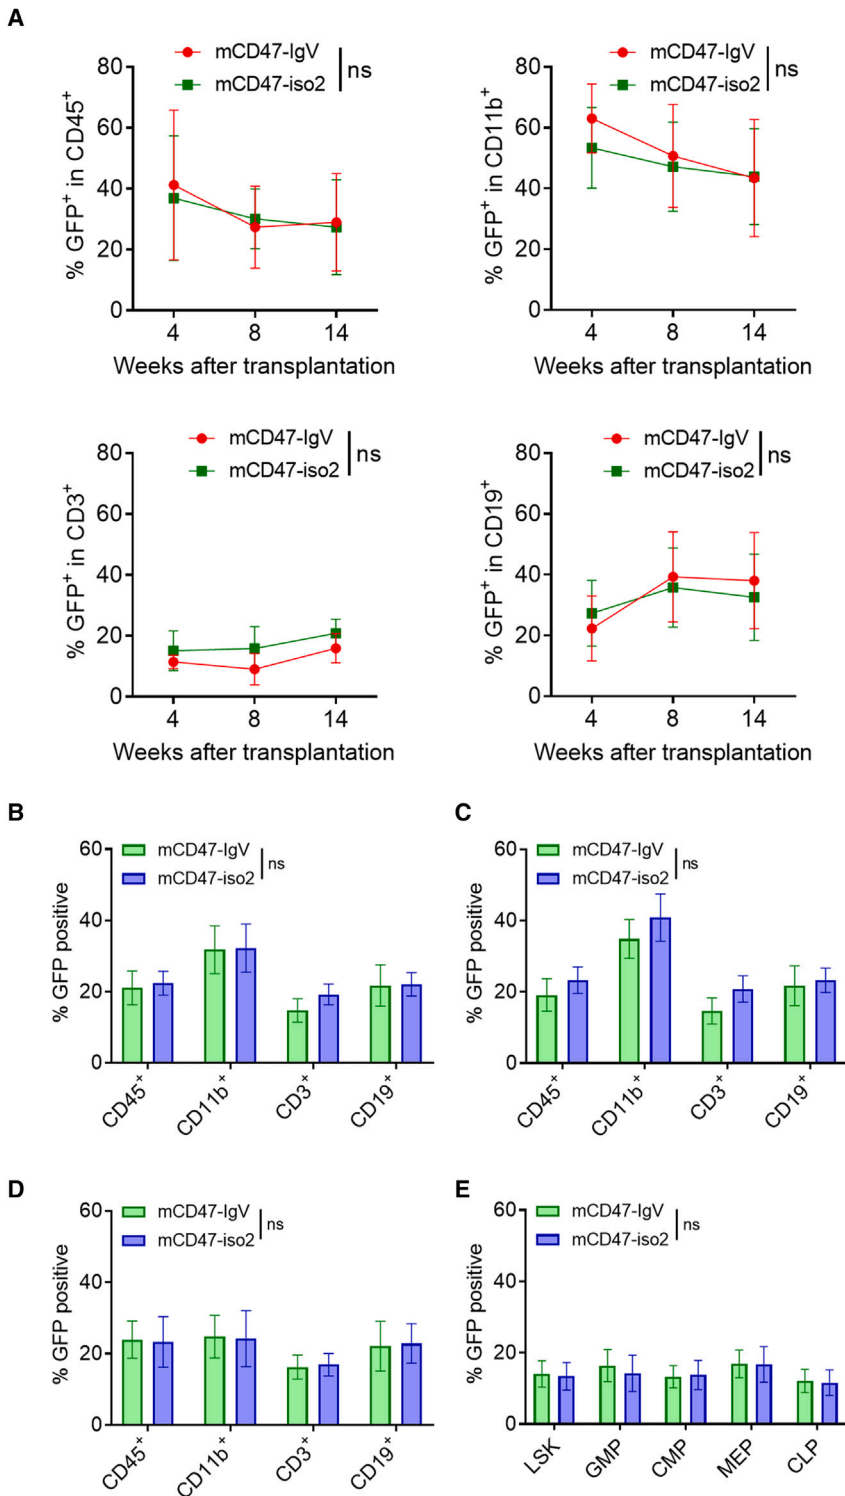 A
mCD47-IgV
mCD47-iso2
ns
% GFP+ in CD45+
80
60
40
20
0
4 8 14
Weeks after transplantation
mCD47-IgV
mCD47-iso2
ns
% GFP+ in CD11b+
80
60
40
20
0
4 8 14
Weeks after transplantation
mCD47-IgV
mCD47-iso2
ns
% GFP+ in CD3+
80
60
40
20
0
4 8 14
Weeks after transplantation
mCD47-IgV
mCD47-iso2
ns
% GFP+ in CD19+
80
60
40
20
0
4 8 14
Weeks after transplantation
B
mCD47-IgV
mCD47-iso2
ns
% GFP positive
60
40
20
0
CD45+ CD11b+ CD3+ CD19+
C
mCD47-IgV
mCD47-iso2
ns
% GFP positive
60
40
20
0
CD45+ CD11b+ CD3+ CD19+
D
mCD47-IgV
mCD47-iso2
ns
% GFP positive
60
40
20
0
CD45+ CD11b+ CD3+ CD19+
E
mCD47-IgV
mCD47-iso2
ns
% GFP positive
60
40
20
0
LSK GMP CMP MEP CLP